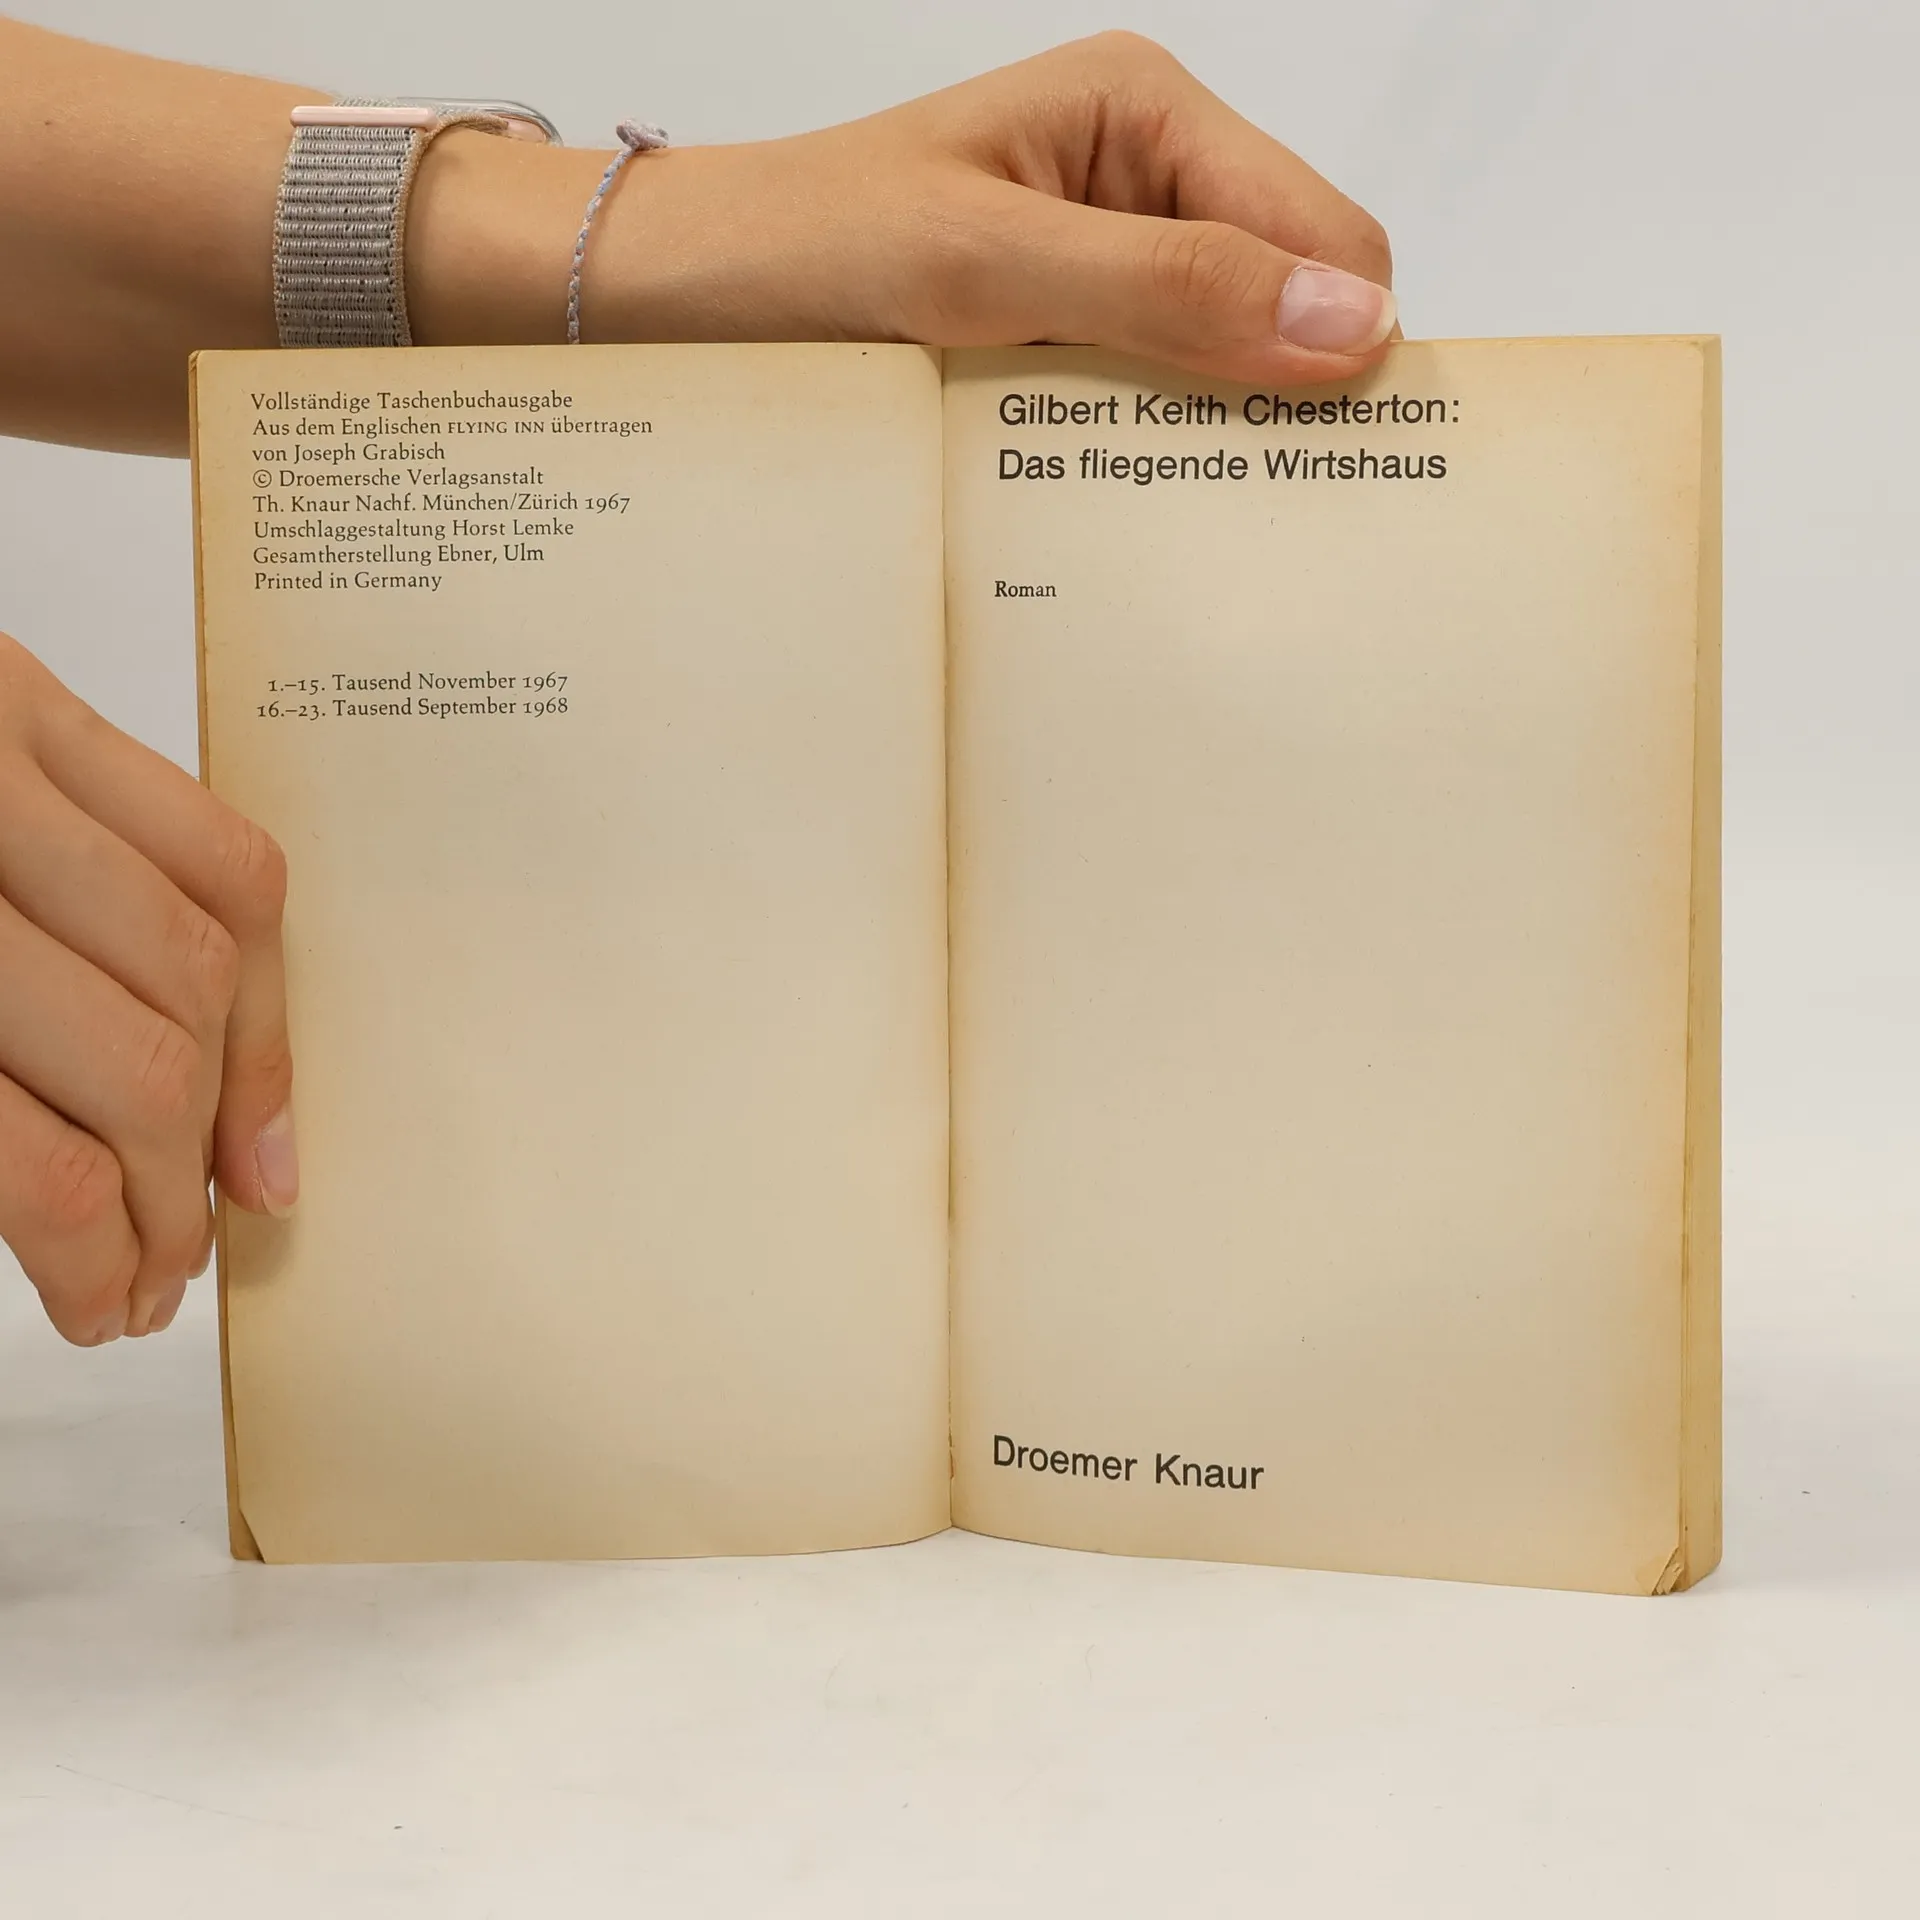 Vollständige Taschenbuchausgabe
Aus dem Englischen FLYING INN übertragen
von Joseph Grabisch
© Droemersche Verlagsanstalt
Th. Knaur Nachf. München/Zürich 1967
Umschlaggestaltung Horst Lemke
Gesamtherstellung Ebner, Ulm
Printed in Germany
1.–15. Tausend November 1967
16.–23. Tausend September 1968
Gilbert Keith Chesterton:
Das fliegende Wirtshaus
Roman
Droemer Knaur